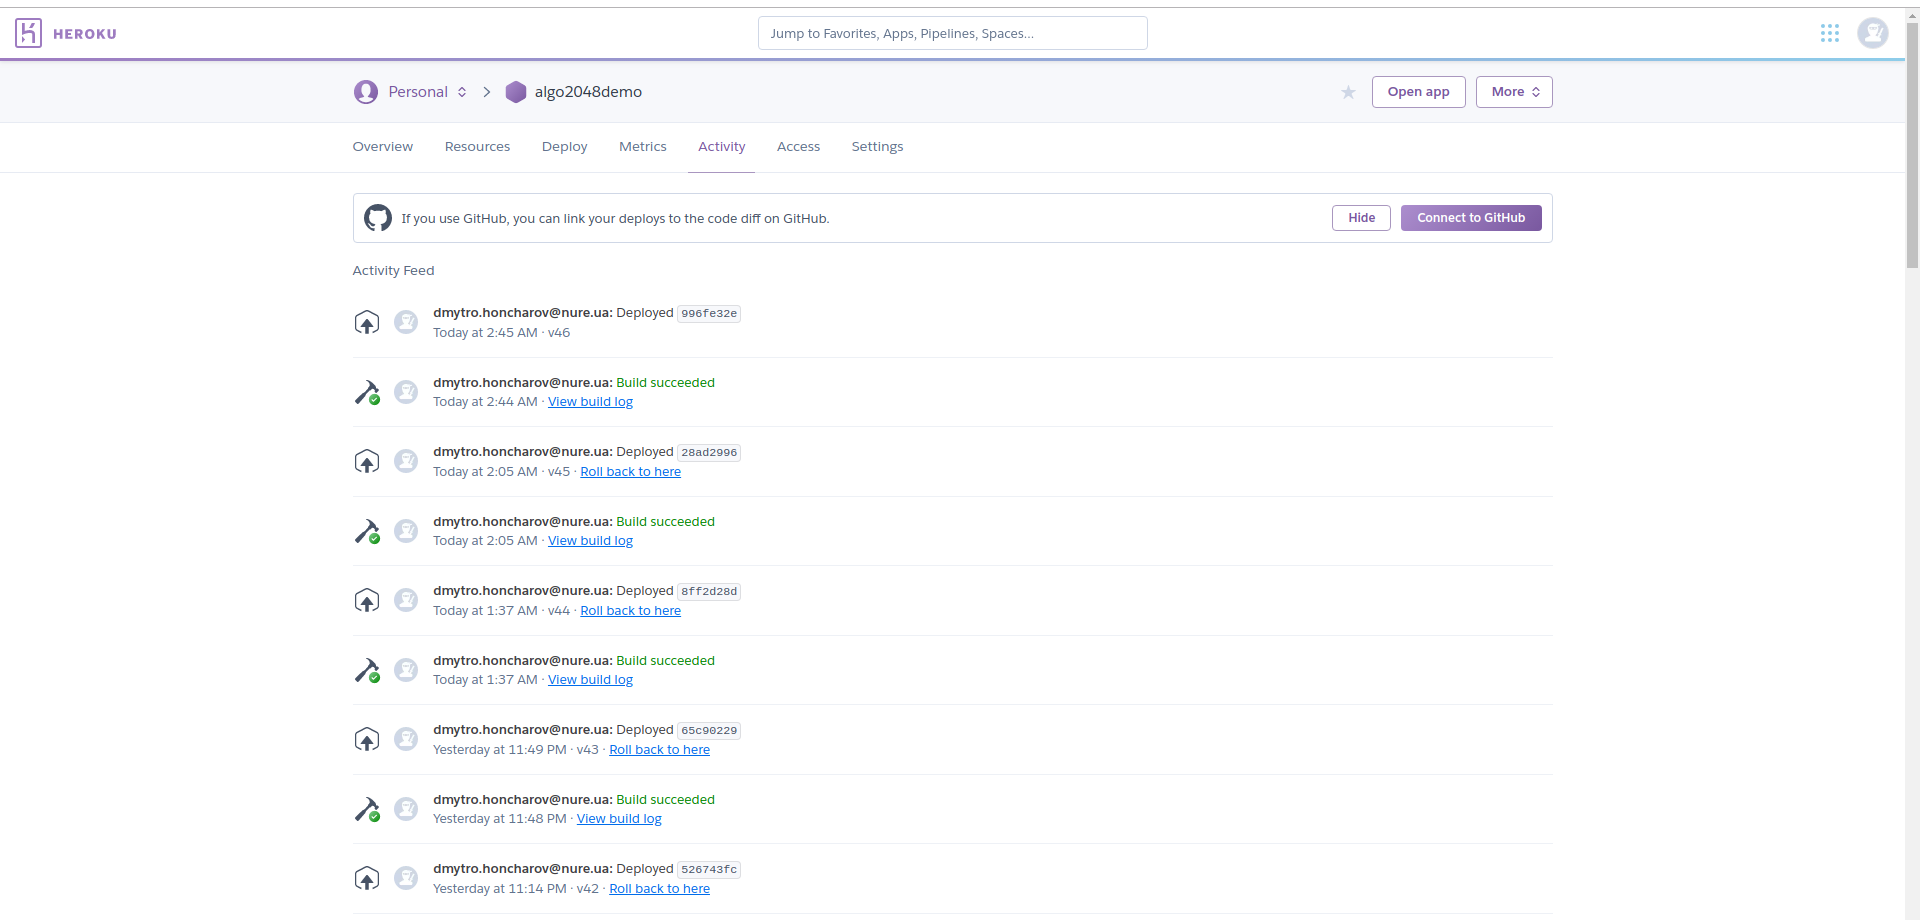 HEROKU
Jump to Favorites, Apps, Pipelines, Spaces...
Personal algo2048demo
Open app More
Overview Resources Deploy Metrics Activity Access Settings
If you use GitHub, you can link your deploys to the code diff on GitHub. Hide Connect to GitHub
Activity Feed
dmytro.honcharov@nure.ua: Deployed 996fe32e
Today at 2:45 AM · v46
dmytro.honcharov@nure.ua: Build succeeded
Today at 2:44 AM · View build log
dmytro.honcharov@nure.ua: Deployed 28ad2996
Today at 2:05 AM · v45 · Roll back to here
dmytro.honcharov@nure.ua: Build succeeded
Today at 2:05 AM · View build log
dmytro.honcharov@nure.ua: Deployed 8ff2d28d
Today at 1:37 AM · v44 · Roll back to here
dmytro.honcharov@nure.ua: Build succeeded
Today at 1:37 AM · View build log
dmytro.honcharov@nure.ua: Deployed 65c90229
Yesterday at 11:49 PM · v43 · Roll back to here
dmytro.honcharov@nure.ua: Build succeeded
Yesterday at 11:48 PM · View build log
dmytro.honcharov@nure.ua: Deployed 526743fc
Yesterday at 11:14 PM · v42 · Roll back to here